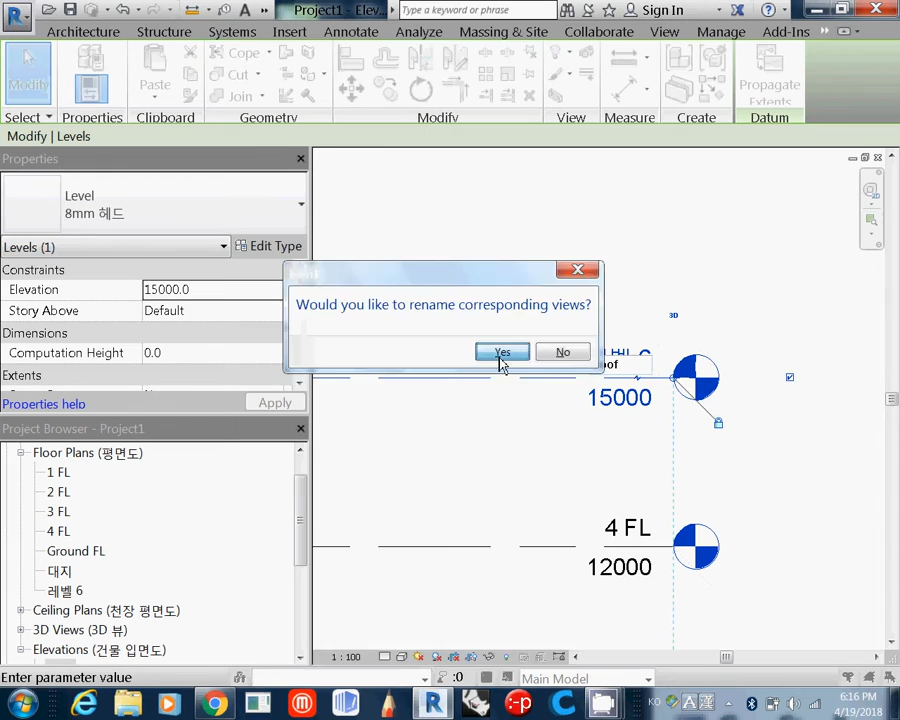 Project1 - Elev...
Type a keyword or phrase
Sign In
Architecture Structure Systems Insert Annotate Analyze Massing & Site Collaborate View Manage Add-Ins
Modify
Cope
Cut
Join
Paste
Propagate
Extents
Select Properties Clipboard Geometry Modify View Measure Create Datum
Modify | Levels
Properties
Level
8mm 헤드
Levels (1)
Edit Type
Constraints
Elevation 15000.0
Story Above Default
Dimensions
Computation Height 0.0
Extents
Properties help
Apply
Project Browser - Project1
Floor Plans (평면도)
1 FL
2 FL
3 FL
4 FL
Ground FL
대지
레벨 6
Ceiling Plans (천장 평면도)
3D Views (3D 뷰)
Elevations (건물 입면도)
Would you like to rename corresponding views?
Yes No
3D
oof
15000
4 FL
12000
1 : 100
Enter parameter value
:0
Main Model
KO
A 漢
6:16 PM
4/19/2018